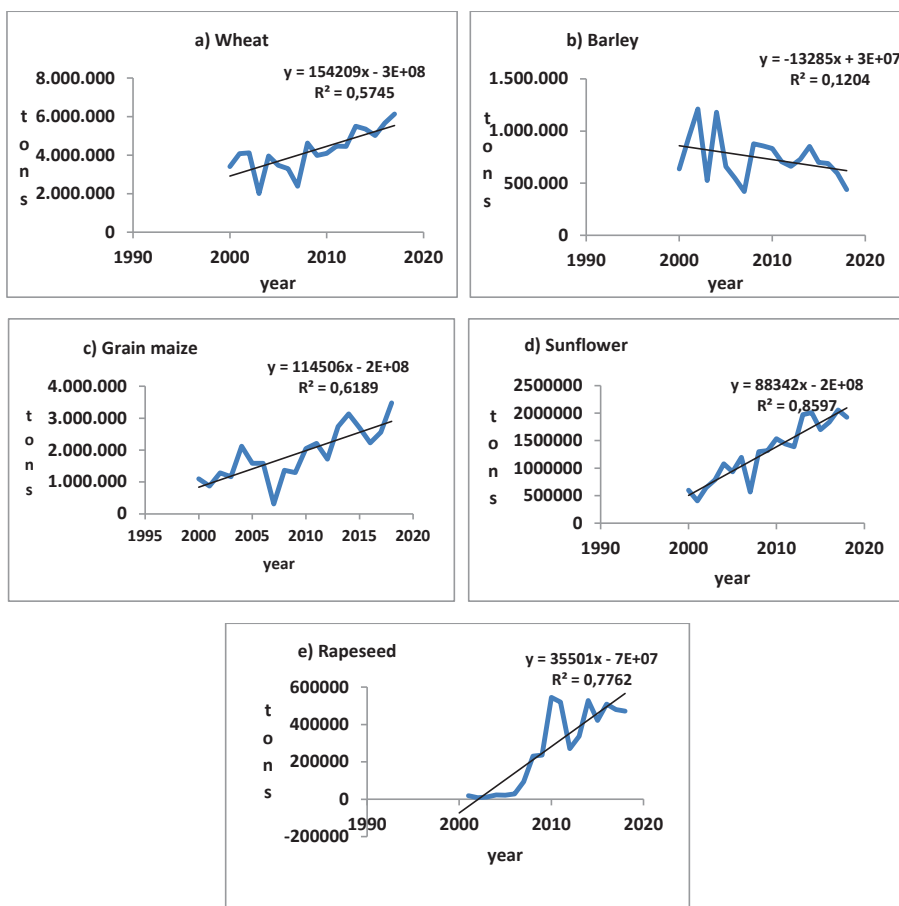 a) Wheat
y = 154209x - 3E+08
R² = 0,5745
8.000.000
6.000.000
4.000.000
2.000.000
0
tons
1990
2000
2010
2020
year
b) Barley
y = -13285x + 3E+07
R² = 0,1204
1.500.000
1.000.000
500.000
0
tons
1990
2000
2010
2020
year
c) Grain maize
y = 114506x - 2E+08
R² = 0,6189
4.000.000
3.000.000
2.000.000
1.000.000
0
tons
1995
2000
2005
2010
2015
2020
year
d) Sunflower
y = 88342x - 2E+08
R² = 0,8597
2500000
2000000
1500000
1000000
500000
0
tons
1990
2000
2010
2020
year
e) Rapeseed
y = 35501x - 7E+07
R² = 0,7762
600000
400000
200000
0
-200000
tons
1990
2000
2010
2020
year